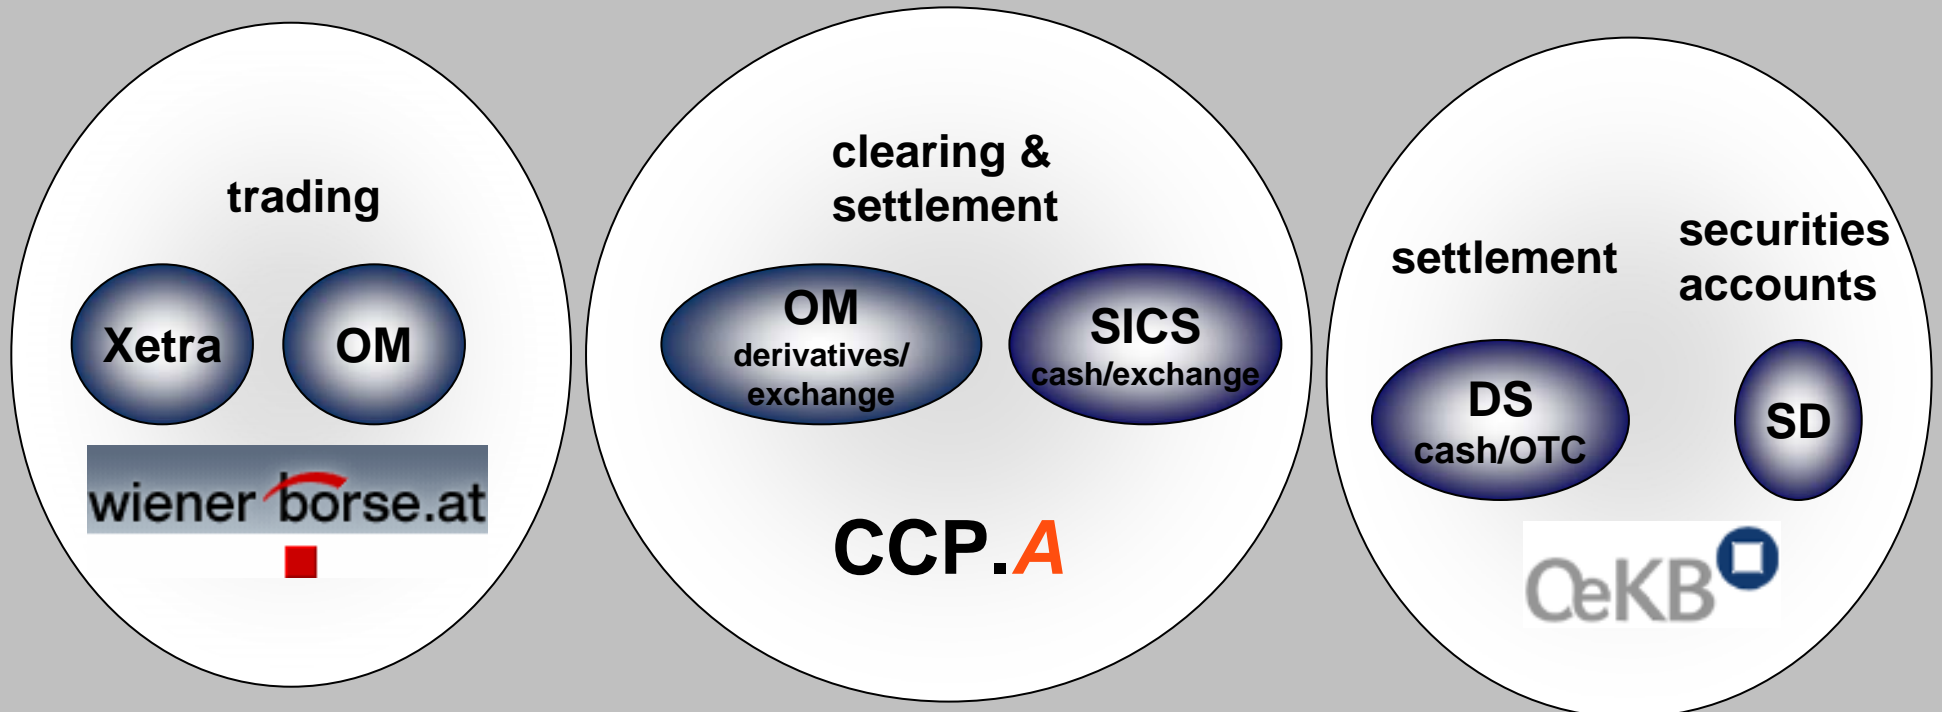 trading
Xetra
OM
wiener börse.at
clearing &
settlement
OM
derivatives/
exchange
SICS
cash/exchange
CCP.A
settlement
securities
accounts
DS
cash/OTC
SD
OeKB